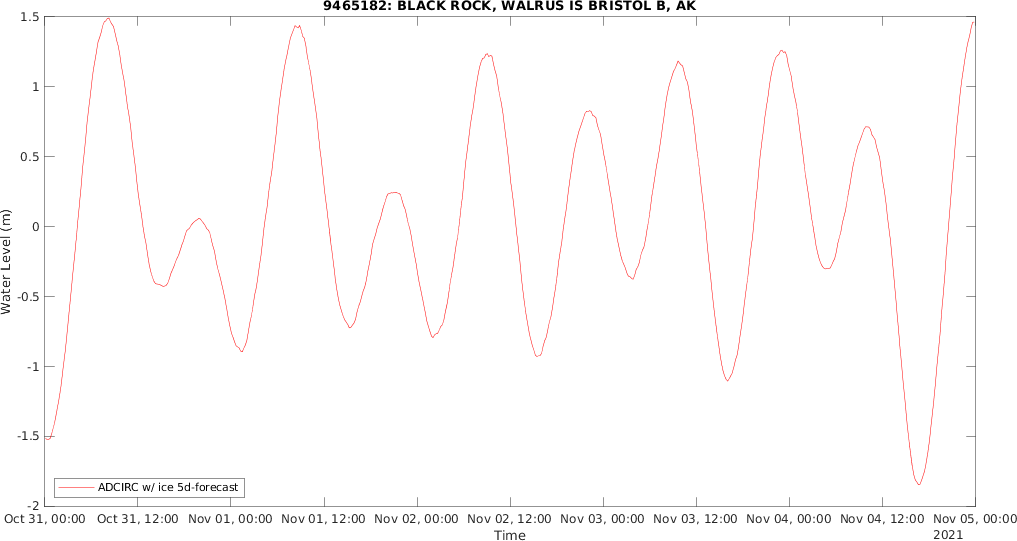 9465182: BLACK ROCK, WALRUS IS BRISTOL B, AK
1.5
1
0.5
0
-0.5
-1
-1.5
-2
Water Level (m)
ADCIRC w/ ice 5d-forecast
Oct 31, 00:00 Oct 31, 12:00 Nov 01, 00:00 Nov 01, 12:00 Nov 02, 00:00 Nov 02, 12:00 Nov 03, 00:00 Nov 03, 12:00 Nov 04, 00:00 Nov 04, 12:00 Nov 05, 00:00
Time
2021